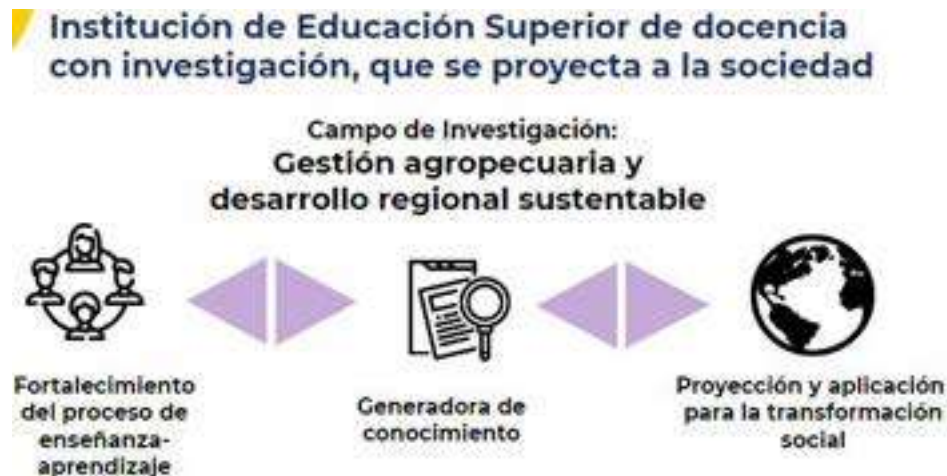 Institución de Educación Superior de docencia
con investigación, que se proyecta a la sociedad
Campo de Investigación:
Gestión agropecuaria y
desarrollo regional sustentable
Fortalecimiento
del proceso de
enseñanza-
aprendizaje
Generadora de
conocimiento
Proyección y aplicación
para la transformación
social